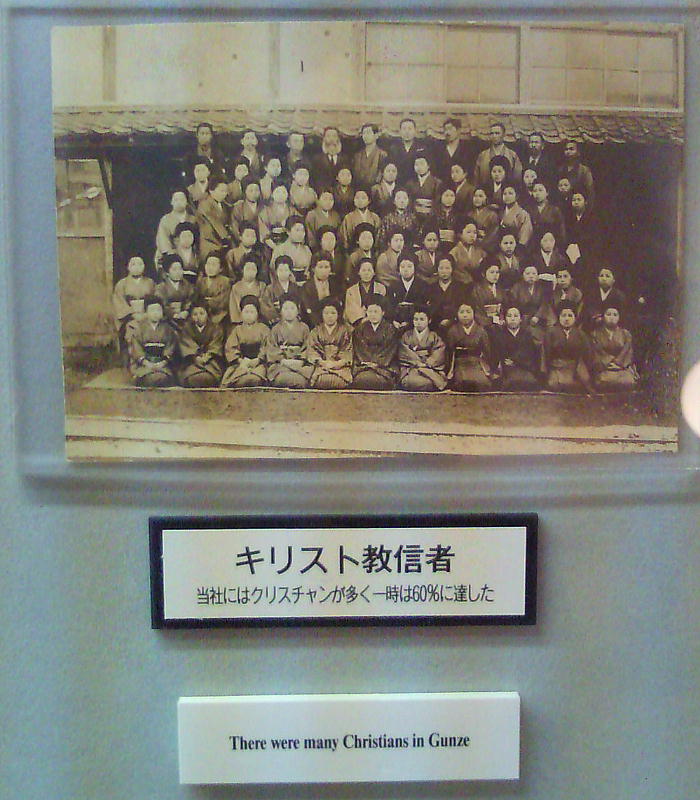 キリスト教信者
当社にはクリスチャンが多く一時は60%に達した
There were many Christians in Gunze